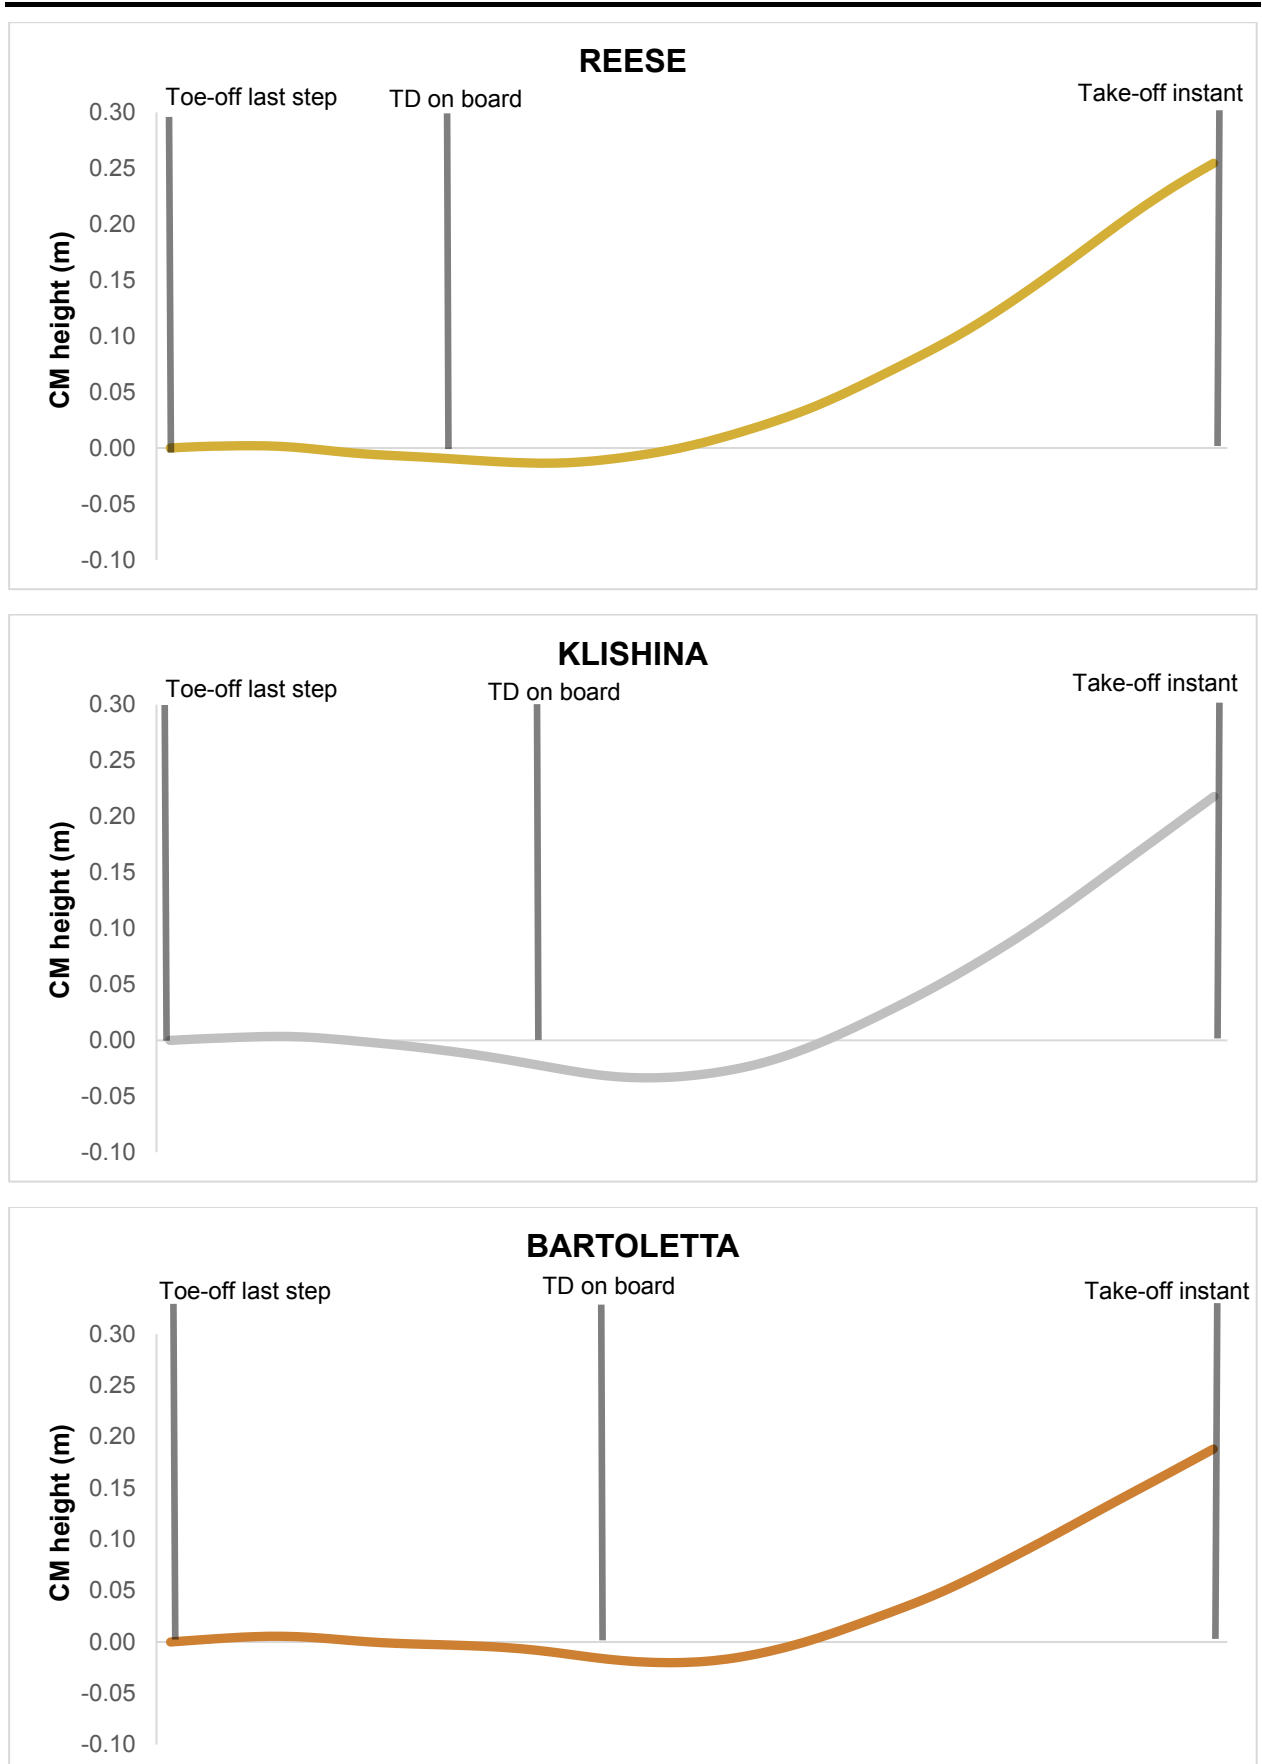 REESE
Toe-off last step
TD on board
Take-off instant
CM height (m)
0.30
0.25
0.20
0.15
0.10
0.05
0.00
-0.05
-0.10
KLISHINA
Toe-off last step
TD on board
Take-off instant
CM height (m)
0.30
0.25
0.20
0.15
0.10
0.05
0.00
-0.05
-0.10
BARTOLETTA
Toe-off last step
TD on board
Take-off instant
CM height (m)
0.30
0.25
0.20
0.15
0.10
0.05
0.00
-0.05
-0.10